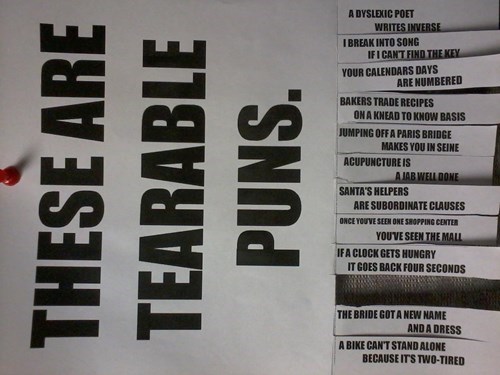 THESE ARE
TEARABLE
PUNS.
A DYSLEXIC POET
WRITES INVERSE
I BREAK INTO SONG
IF I CAN'T FIND THE KEY
YOUR CALENDARS DAYS
ARE NUMBERED
BAKERS TRADE RECIPES
ON A KNEAD TO KNOW BASIS
JUMPING OFF A PARIS BRIDGE
MAKES YOU IN SEINE
ACUPUNCTURE IS
A JAB WELL DONE
SANTA'S HELPERS
ARE SUBORDINATE CLAUSES
ONCE YOU'VE SEEN ONE SHOPPING CENTER
YOU'VE SEEN THE MALL
IF A CLOCK GETS HUNGRY
IT GOES BACK FOUR SECONDS
THE BRIDE GOT A NEW NAME
AND A DRESS
A BIKE CAN'T STAND ALONE
BECAUSE IT'S TWO-TIRED